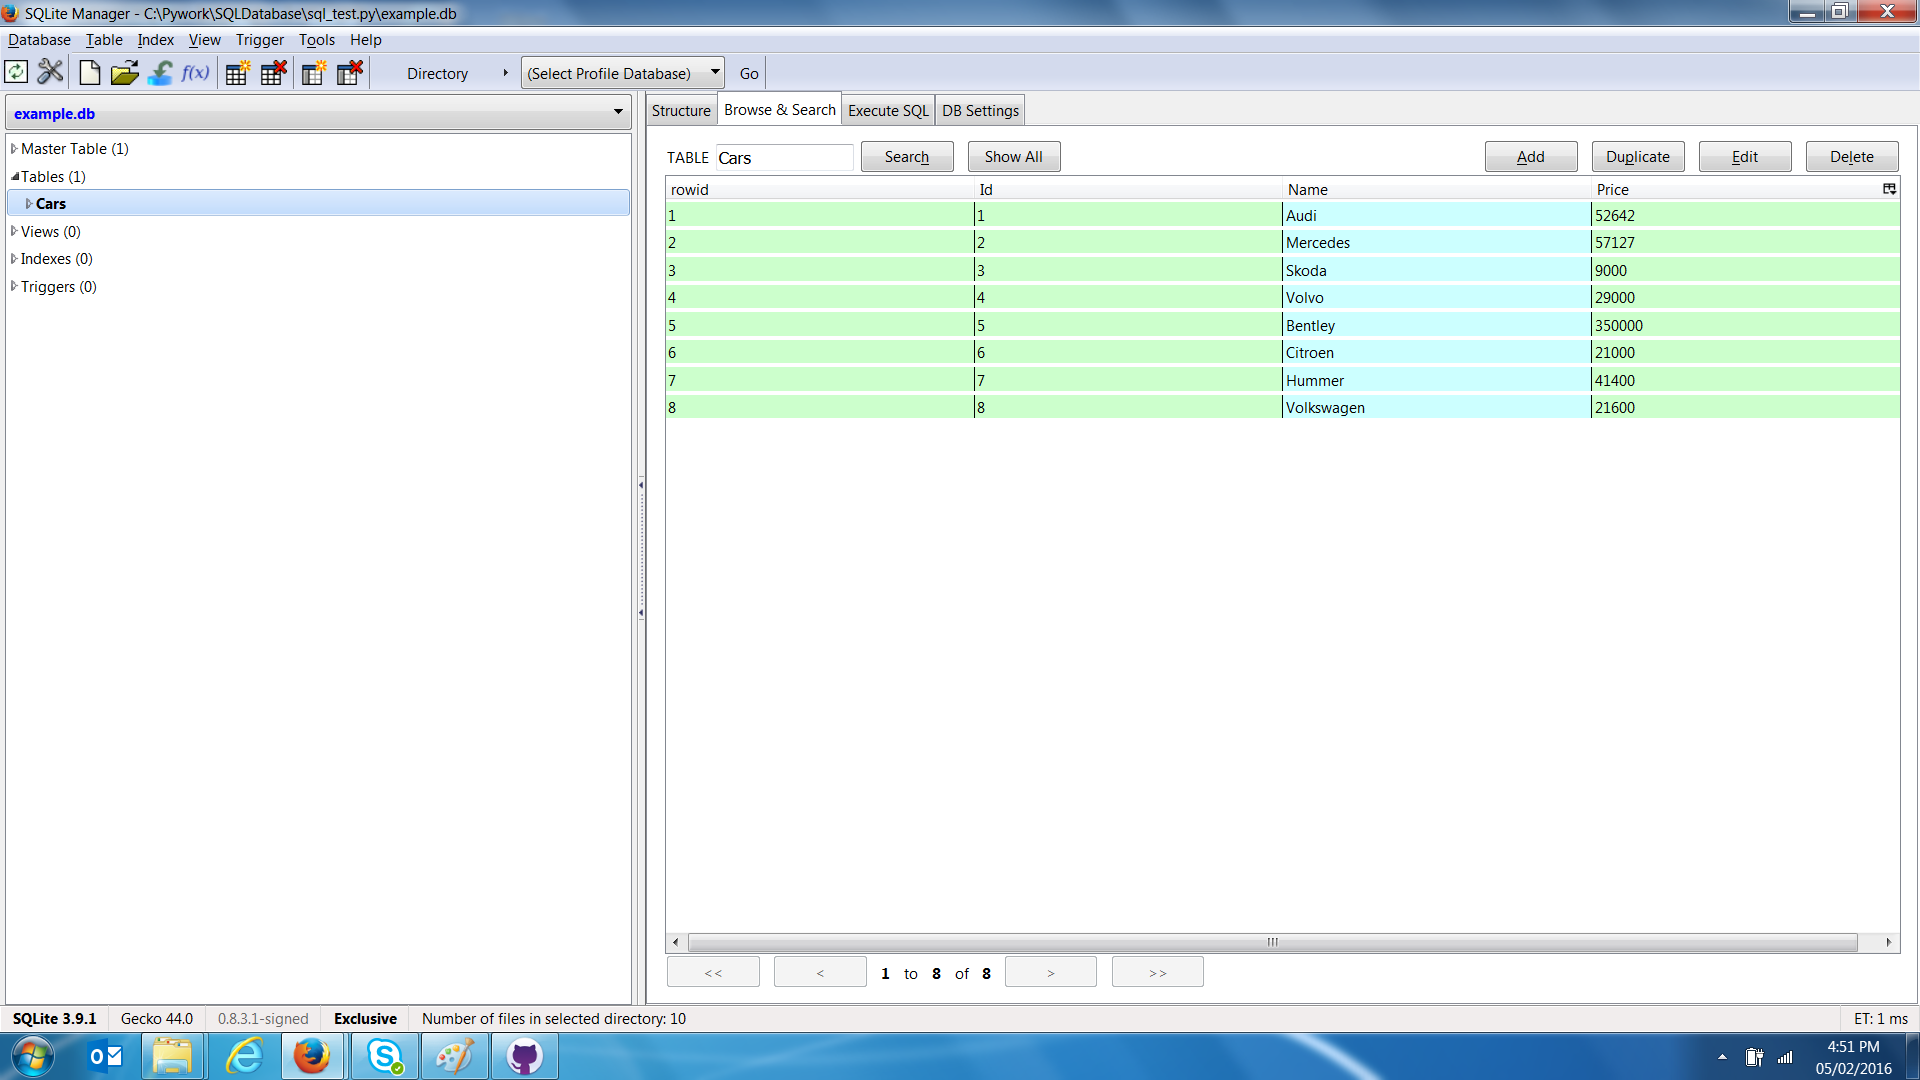 SQLite Manager - C:\Pywork\SQLDatabase\sql_test.py\example.db
Database Table Index View Trigger Tools Help
f(x) Directory (Select Profile Database) Go
example.db
Master Table (1)
Tables (1)
Cars
Views (0)
Indexes (0)
Triggers (0)
Structure Browse & Search Execute SQL DB Settings
TABLE Cars Search Show All Add Duplicate Edit Delete
rowid Id Name Price
1 1 Audi 52642
2 2 Mercedes 57127
3 3 Skoda 9000
4 4 Volvo 29000
5 5 Bentley 350000
6 6 Citroen 21000
7 7 Hummer 41400
8 8 Volkswagen 21600
<< < 1 to 8 of 8 > >>
SQLite 3.9.1 Gecko 44.0 0.8.3.1-signed Exclusive Number of files in selected directory: 10 ET: 1 ms
4:51 PM
05/02/2016